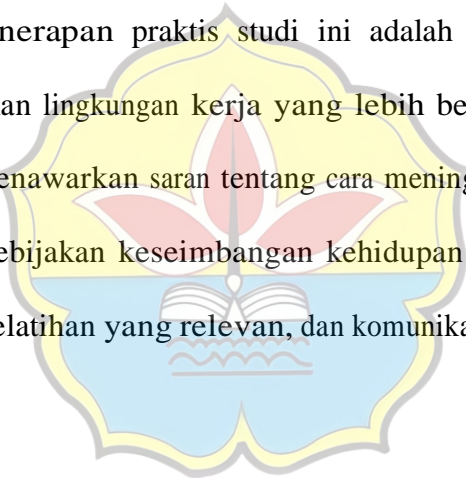 nerapan praktis studi ini adalah
an lingkungan kerja yang lebih be
enawarkan saran tentang cara mening
ebijakan keseimbangan kehidupan
elatihan yang relevan, dan komunika